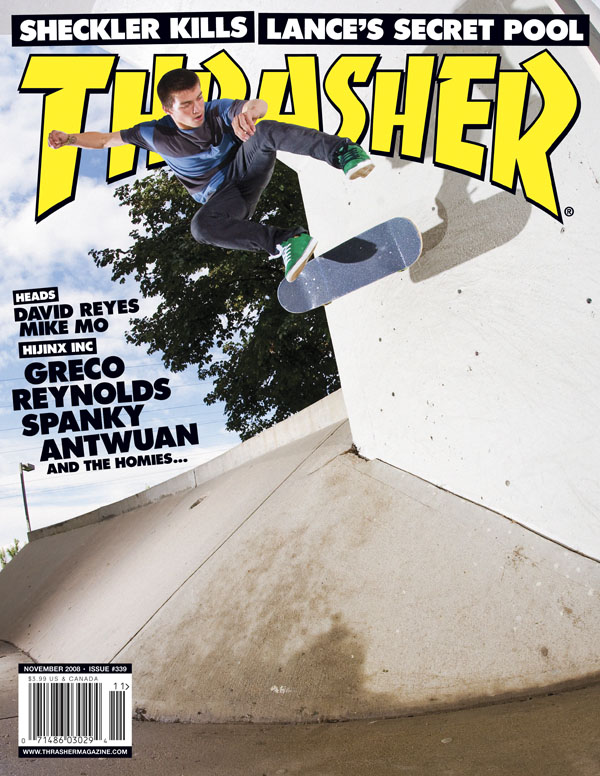 SHECKLER KILLS
LANCE'S SECRET POOL
THRASHER®
HEADS
DAVID REYES
MIKE MO
HIJINX INC
GRECO
REYNOLDS
SPANKY
ANTWUAN
AND THE HOMIES...
NOVEMBER 2008 • ISSUE #339
$3.99 US & CANADA
11>
0 71486 03029 4
WWW.THRASHERMAGAZINE.COM